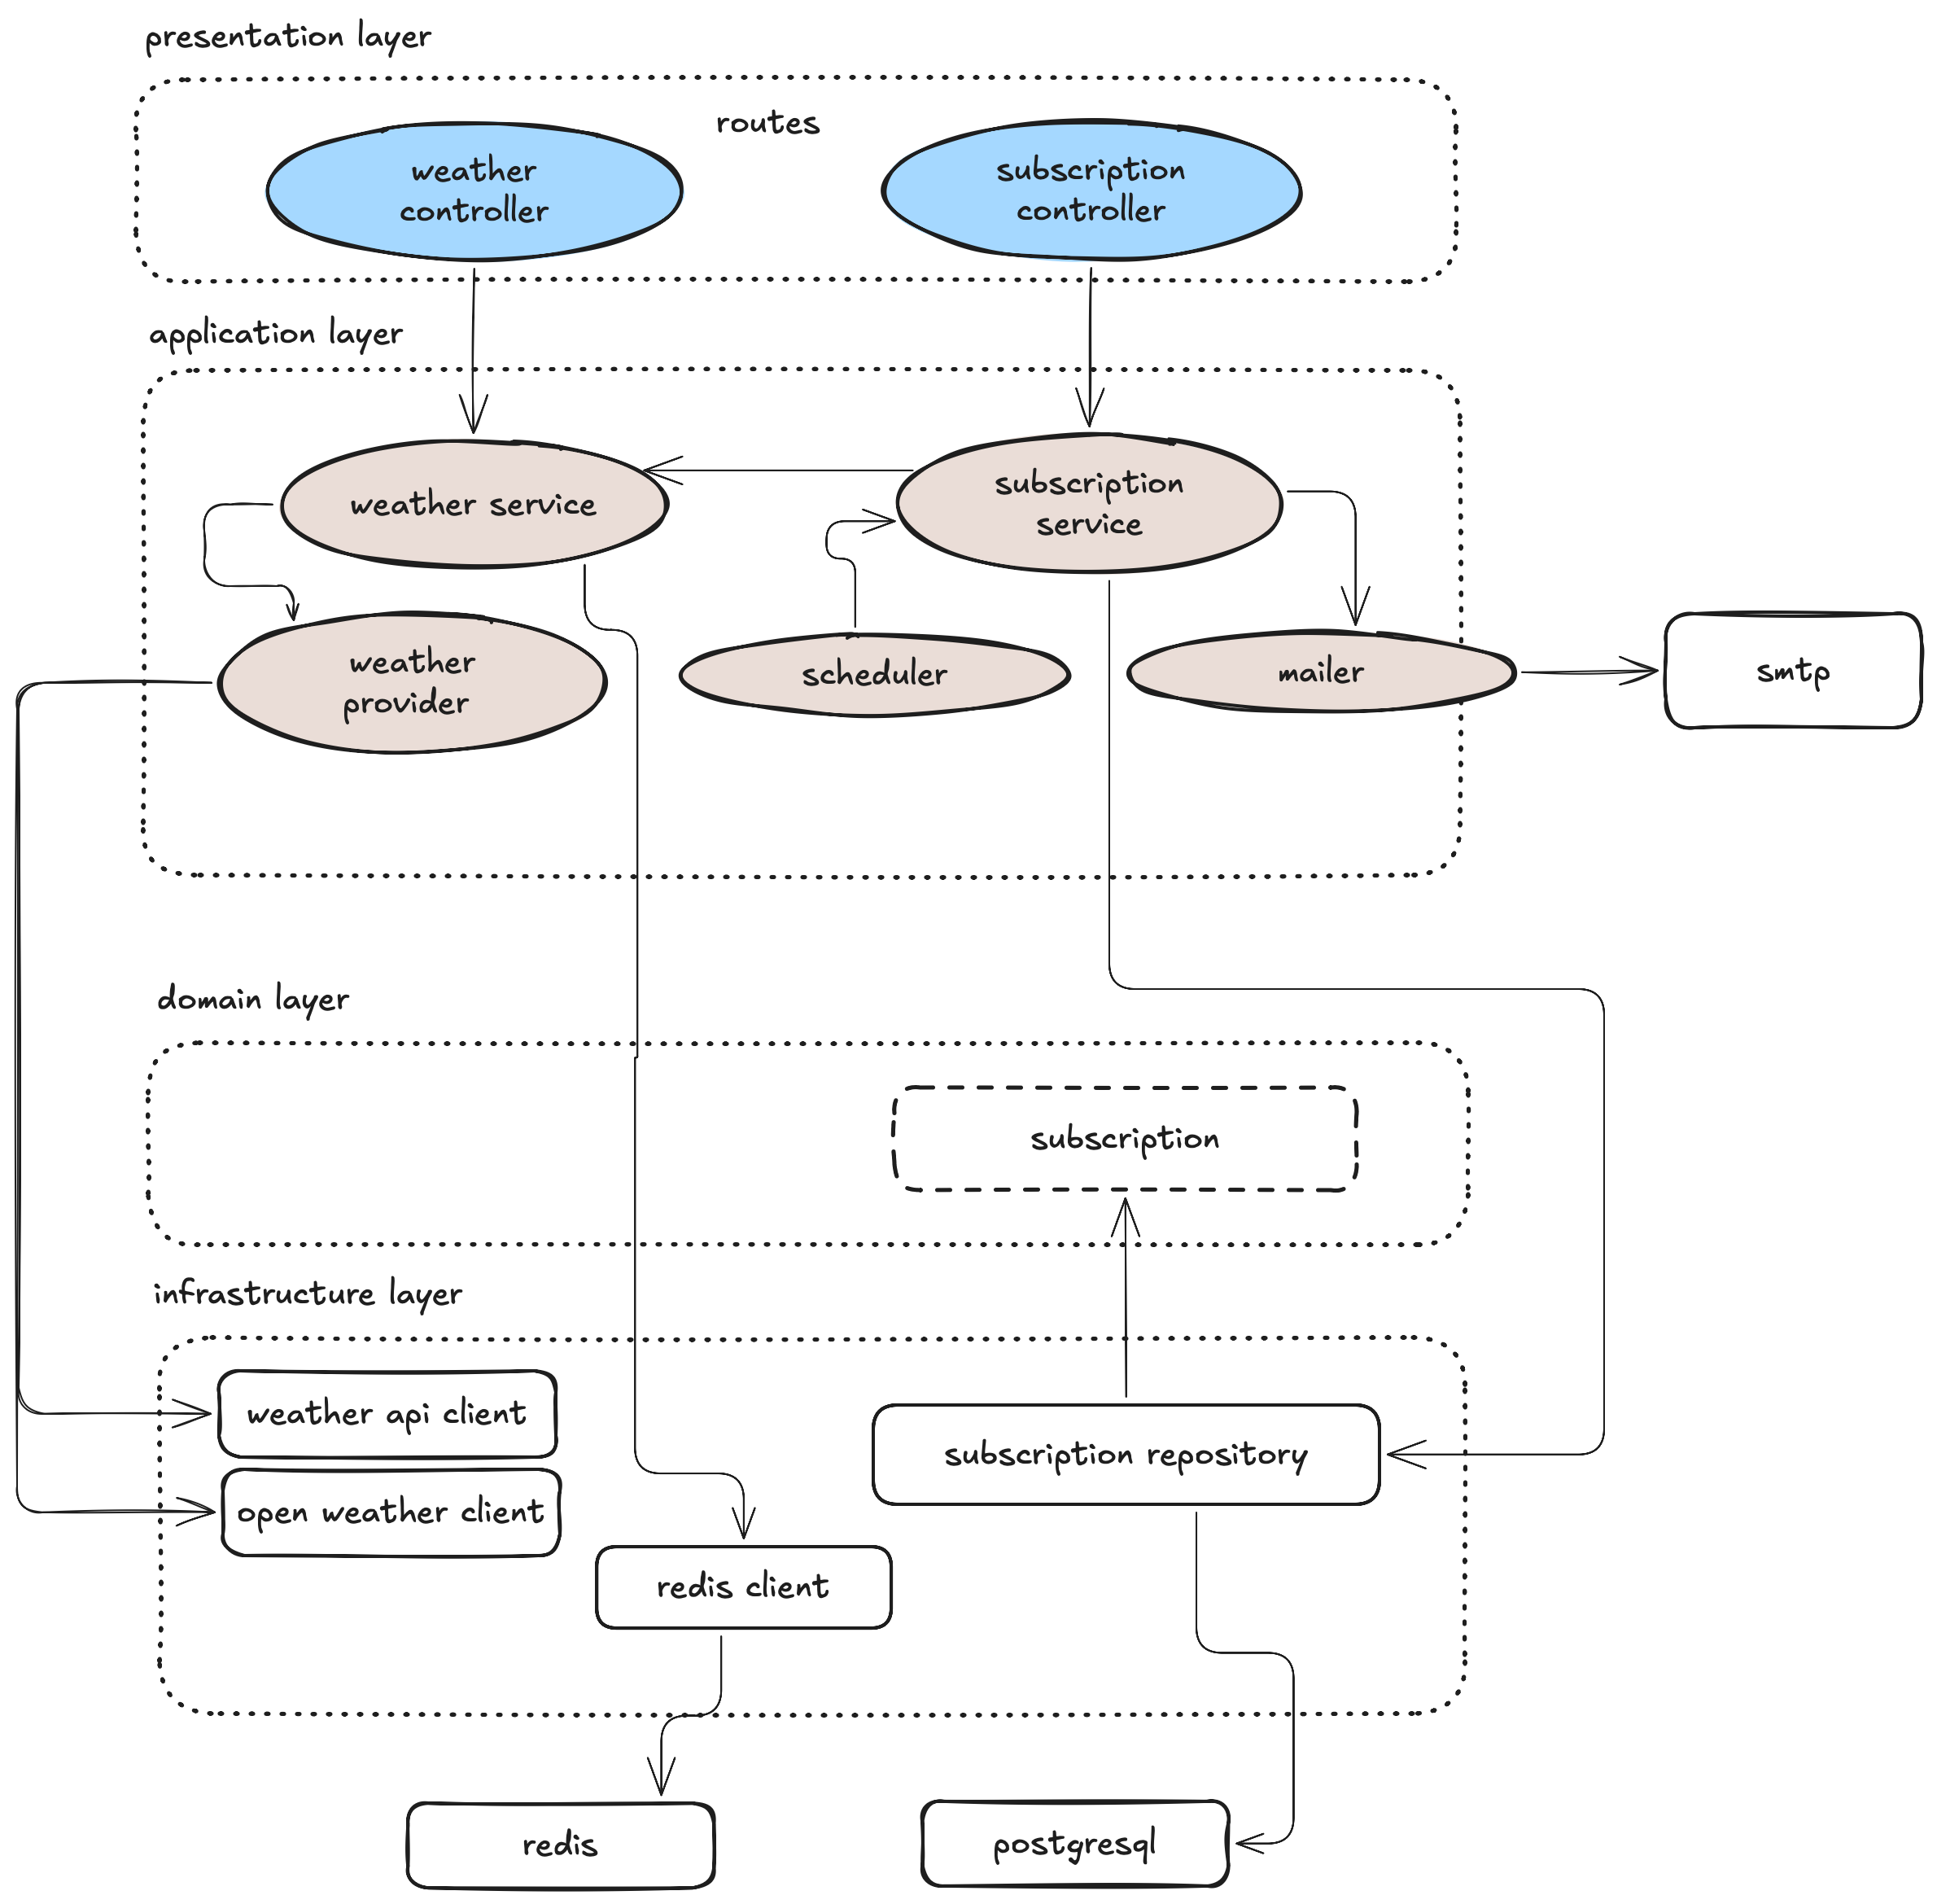 presentation layer
routes
weather
controller
subscription
controller
application layer
weather service
subscription
service
weather
provider
scheduler
mailer
smtp
domain layer
subscription
infrastructure layer
weather api client
subscription repository
open weather client
redis client
redis
postgresql